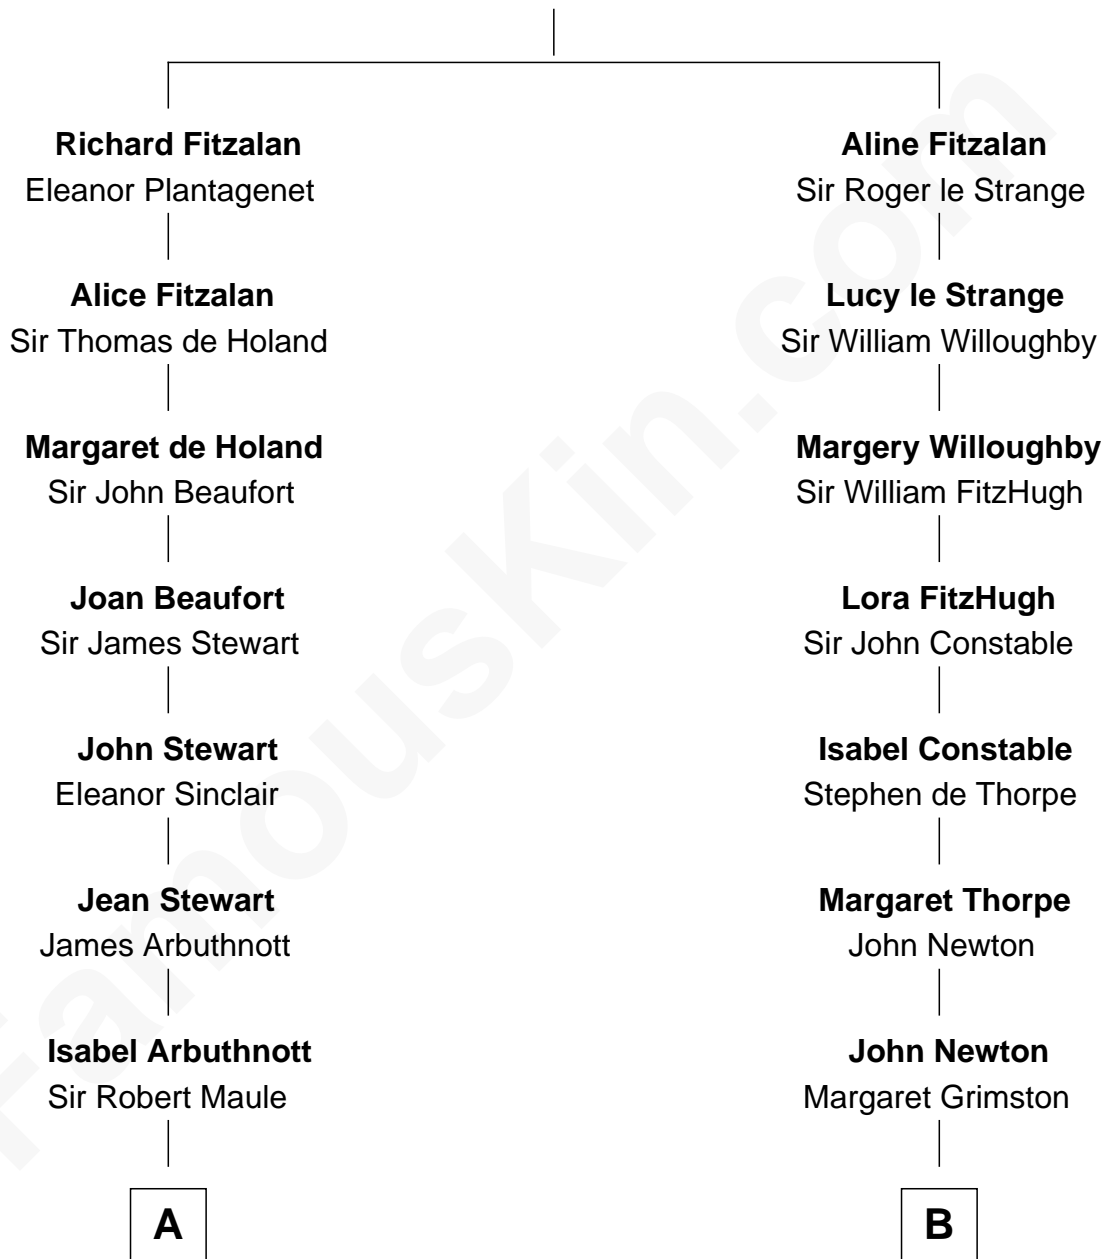 Richard Fitzalan
Eleanor Plantagenet
Alice Fitzalan
Sir Thomas de Holand
Margaret de Holand
Sir John Beaufort
Joan Beaufort
Sir James Stewart
John Stewart
Eleanor Sinclair
Jean Stewart
James Arbuthnott
Isabel Arbuthnott
Sir Robert Maule
A
Aline Fitzalan
Sir Roger le Strange
Lucy le Strange
Sir William Willoughby
Margery Willoughby
Sir William FitzHugh
Lora FitzHugh
Sir John Constable
Isabel Constable
Stephen de Thorpe
Margaret Thorpe
John Newton
John Newton
Margaret Grimston
B
FamousKin.com